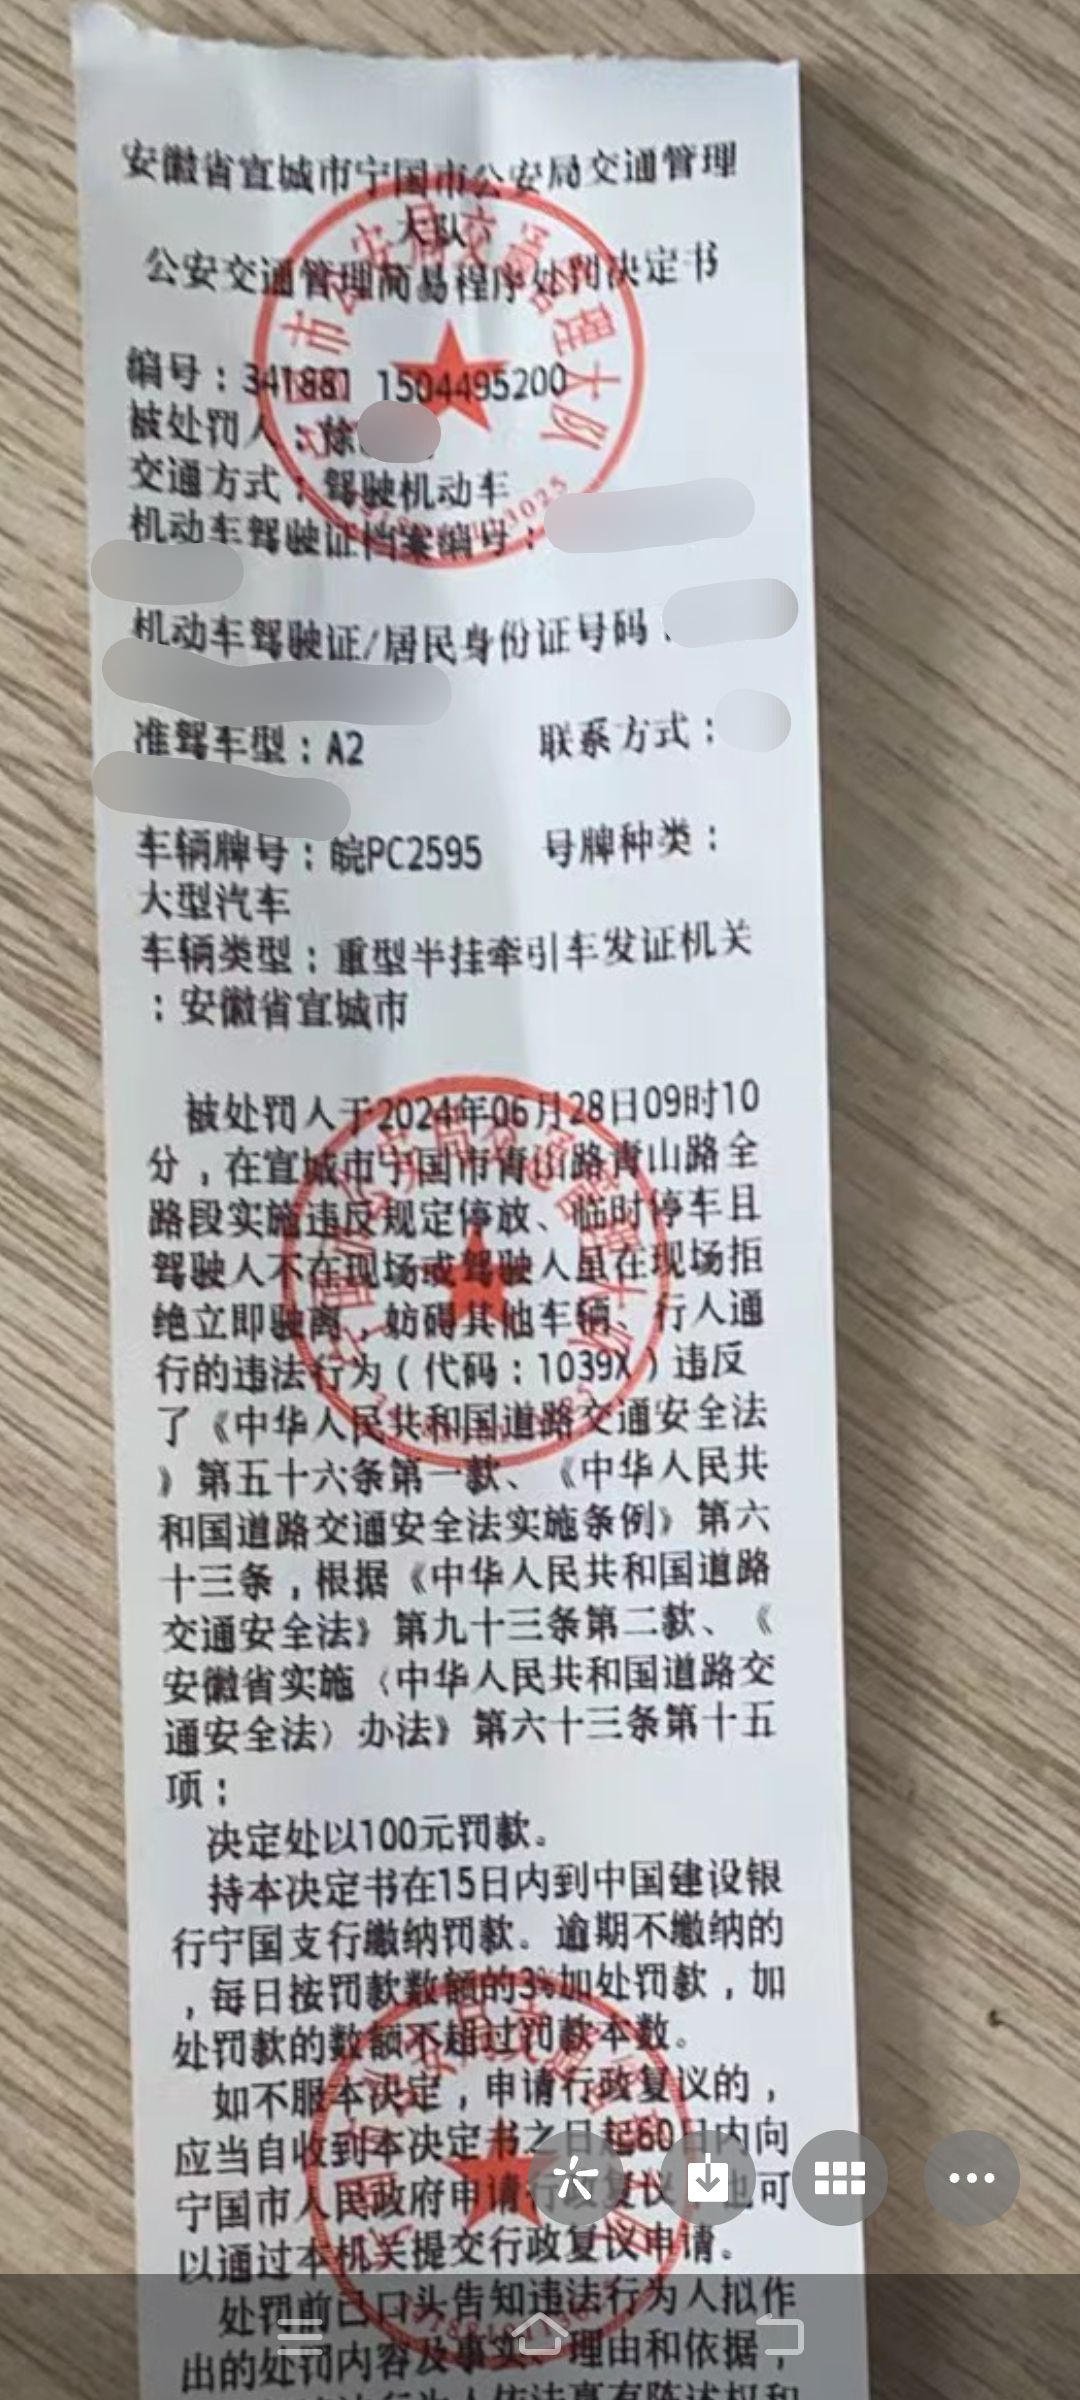 安徽省宣城市宁国市公安局交通管理
大队
公安交通管理简易程序处罚决定书
编号：341881 1504495200
被处罚人：徐
交通方式：驾驶机动车
机动车驾驶证档案编号：
机动车驾驶证/居民身份证号码：
准驾车型：A2 联系方式：
车辆牌号：皖PC2595 号牌种类：
大型汽车
车辆类型：重型半挂牵引车发证机关
：安徽省宣城市
被处罚人于2024年06月28日09时10
分，在宣城市宁国市青山路青山路全
路段实施违反规定停放、临时停车且
驾驶人不在现场或驾驶人虽在现场拒
绝立即驶离，妨碍其他车辆、行人通
行的违法行为（代码：1039X）违反
了《中华人民共和国道路交通安全法
》第五十六条第一款、《中华人民共
和国道路交通安全法实施条例》第六
十三条，根据《中华人民共和国道路
交通安全法》第九十三条第二款、《
安徽省实施〈中华人民共和国道路交
通安全法〉办法》第六十三条第十五
项：
决定处以100元罚款。
持本决定书在15日内到中国建设银
行宁国支行缴纳罚款。逾期不缴纳的
，每日按罚款数额的3%加处罚款，加
处罚款的数额不超过罚款本数。
如不服本决定，申请行政复议的，
应当自收到本决定书之日起60日内向
宁国市人民政府申请行政复议，也可
以通过本机关提交行政复议申请。
处罚前已口头告知违法行为人拟作
出的处罚内容及事实、理由和依据，